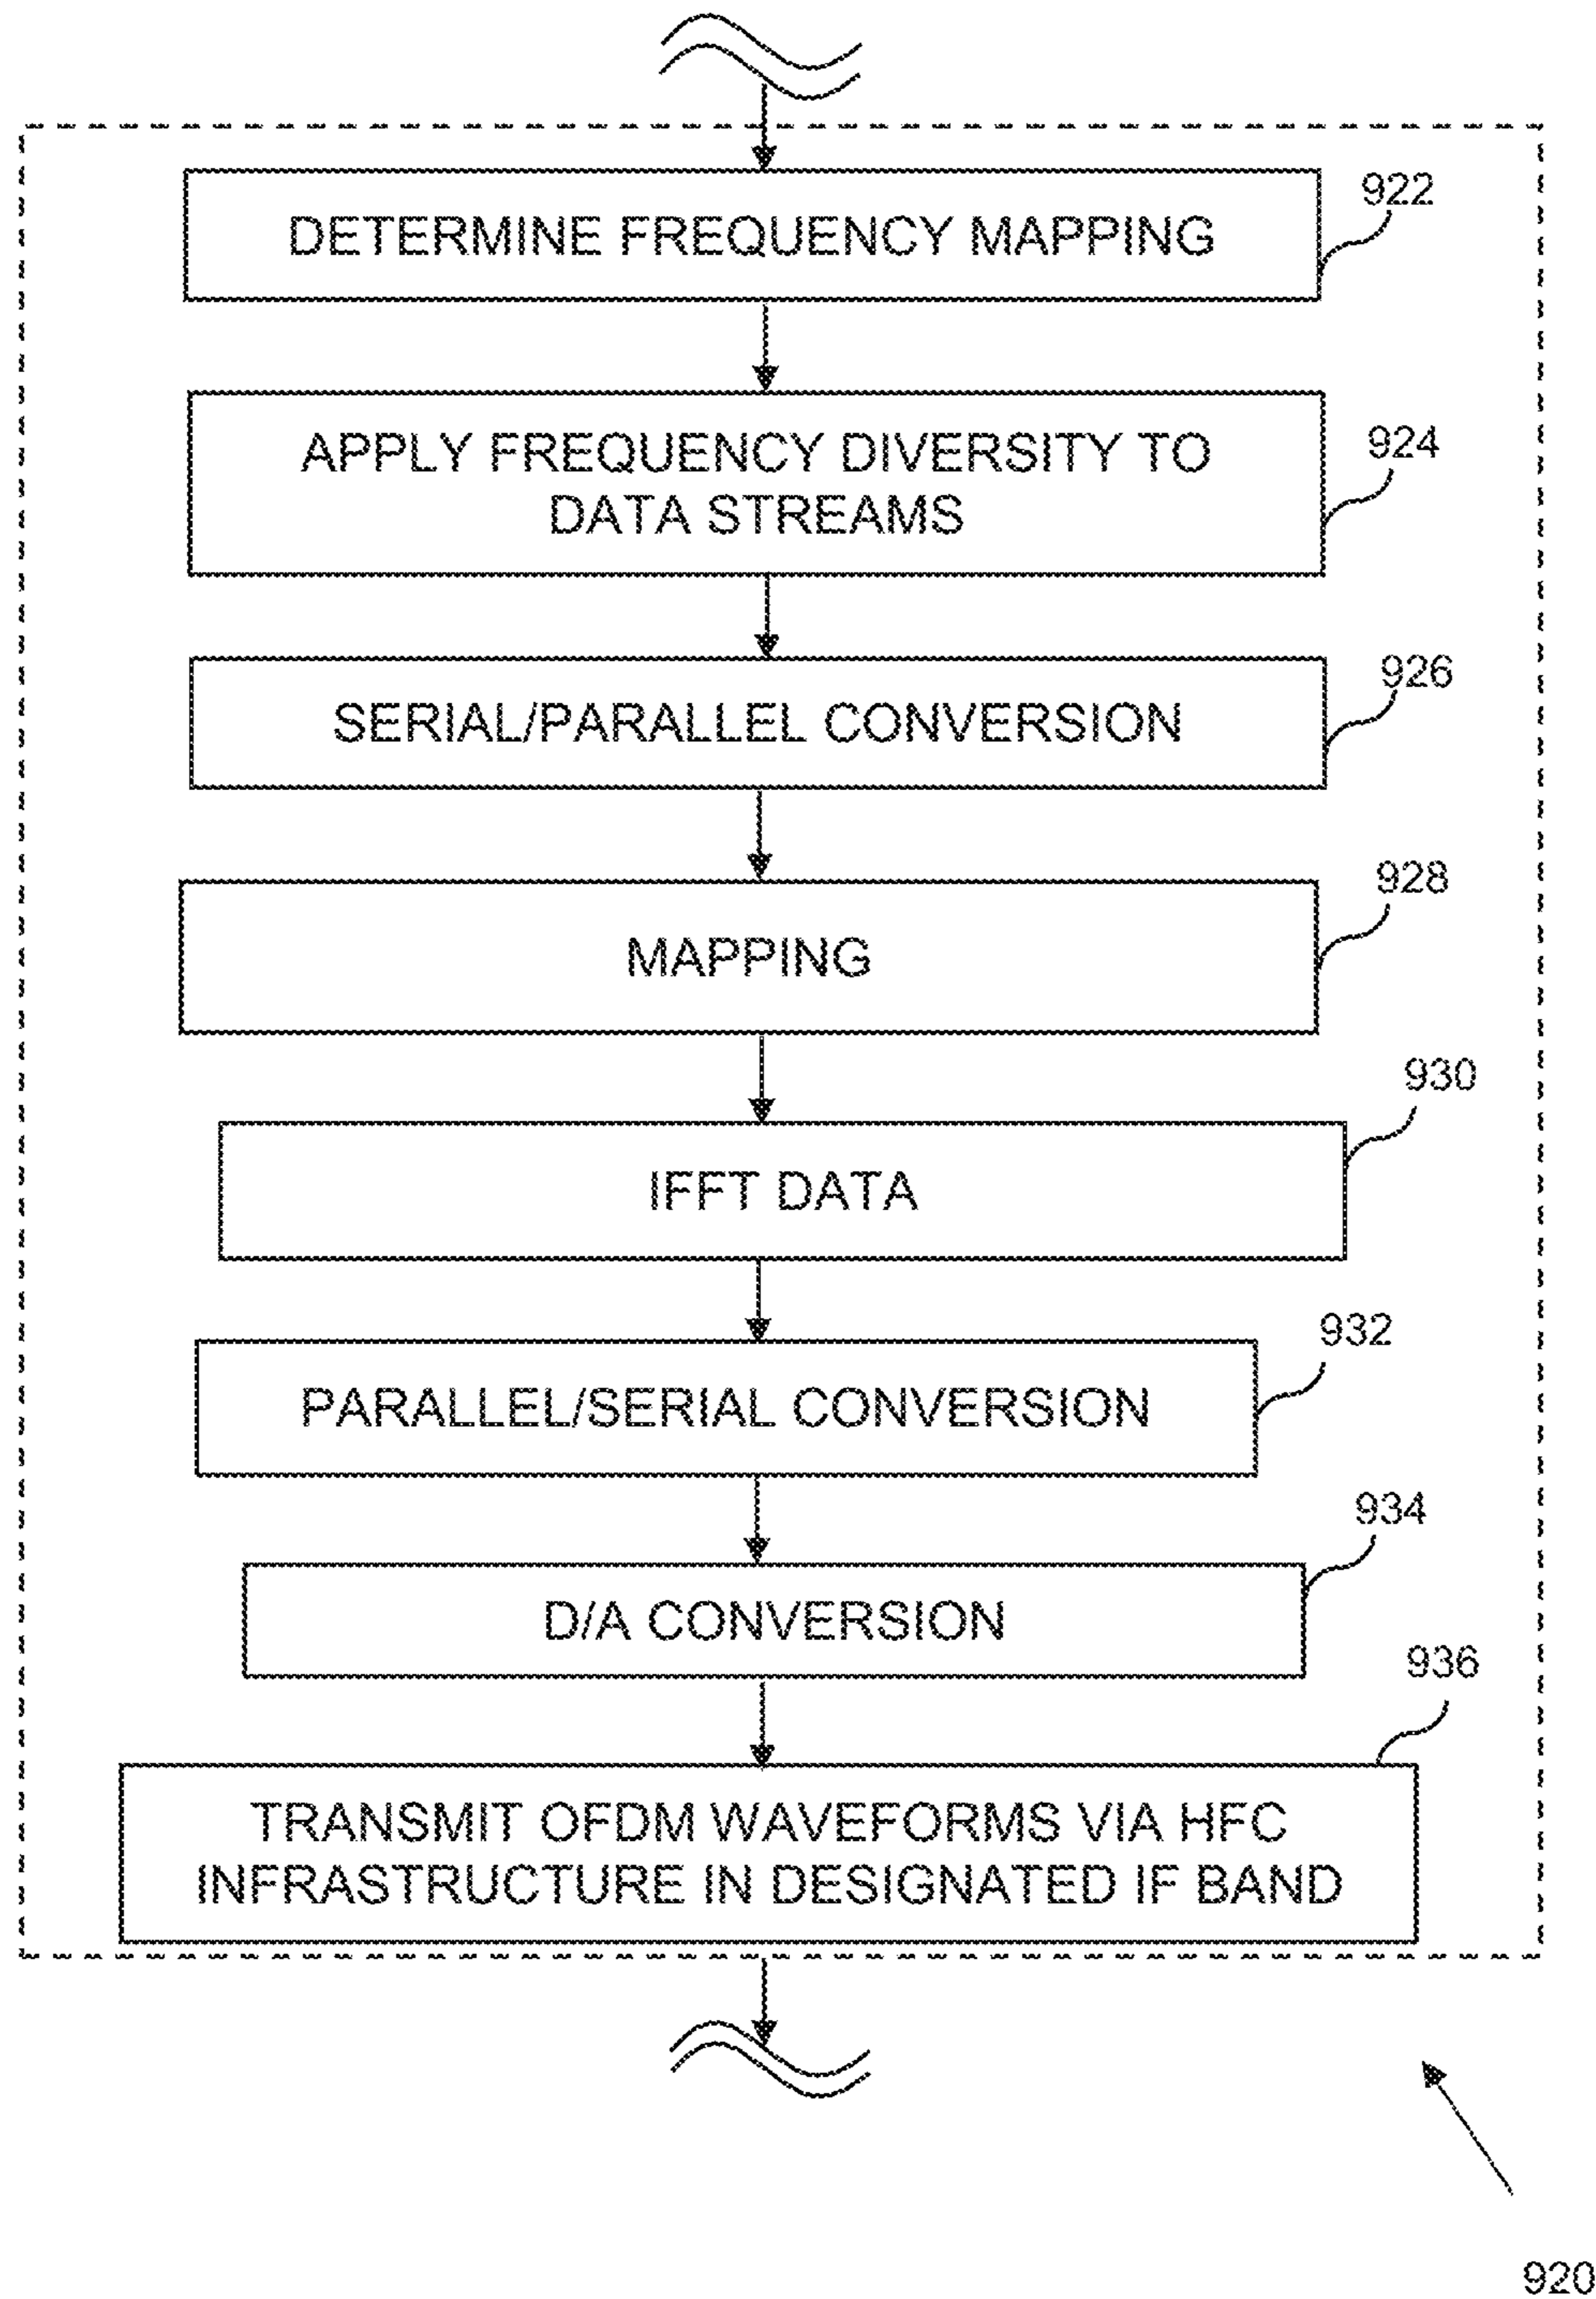 922
DETERMINE FREQUENCY MAPPING
924
APPLY FREQUENCY DIVERSITY TO
DATA STREAMS
926
SERIAL/PARALLEL CONVERSION
928
MAPPING
930
IFFT DATA
932
PARALLEL/SERIAL CONVERSION
934
D/A CONVERSION
936
TRANSMIT OFDM WAVEFORMS VIA HFC
INFRASTRUCTURE IN DESIGNATED IF BAND
920